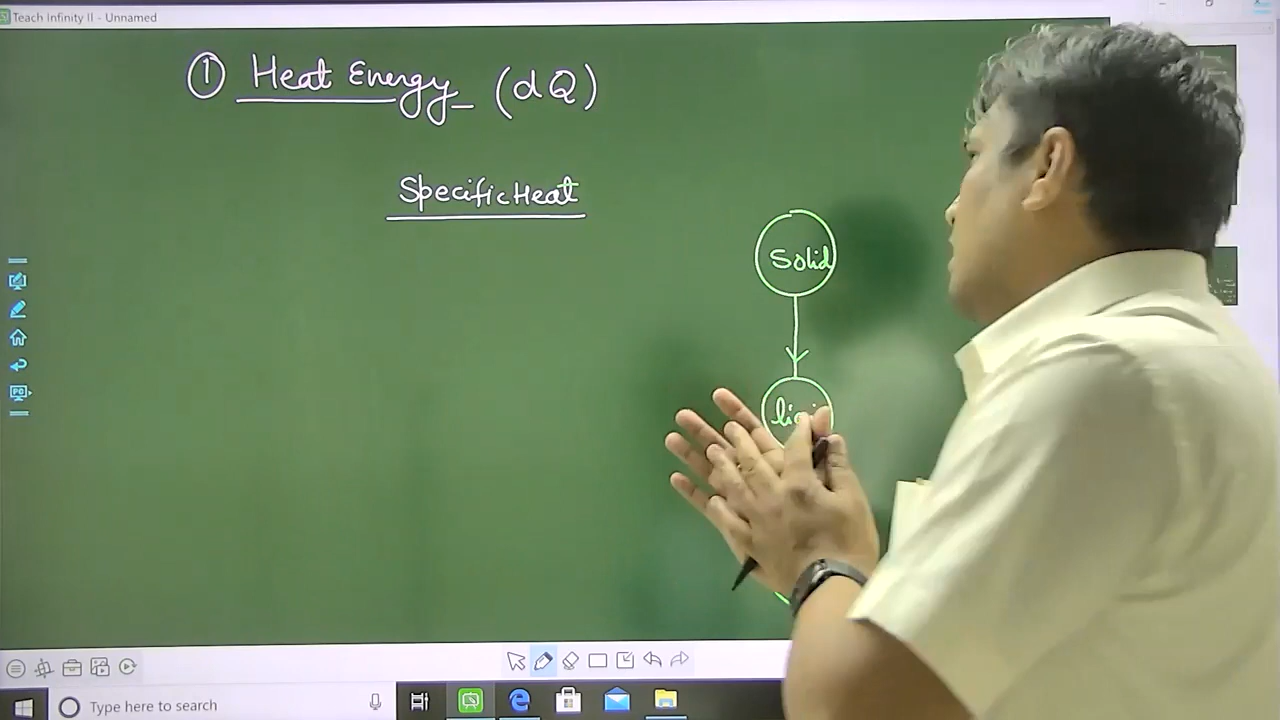 Teach Infinity II - Unnamed
① Heat Energy (dQ)
Specific Heat
Solid
Type here to search